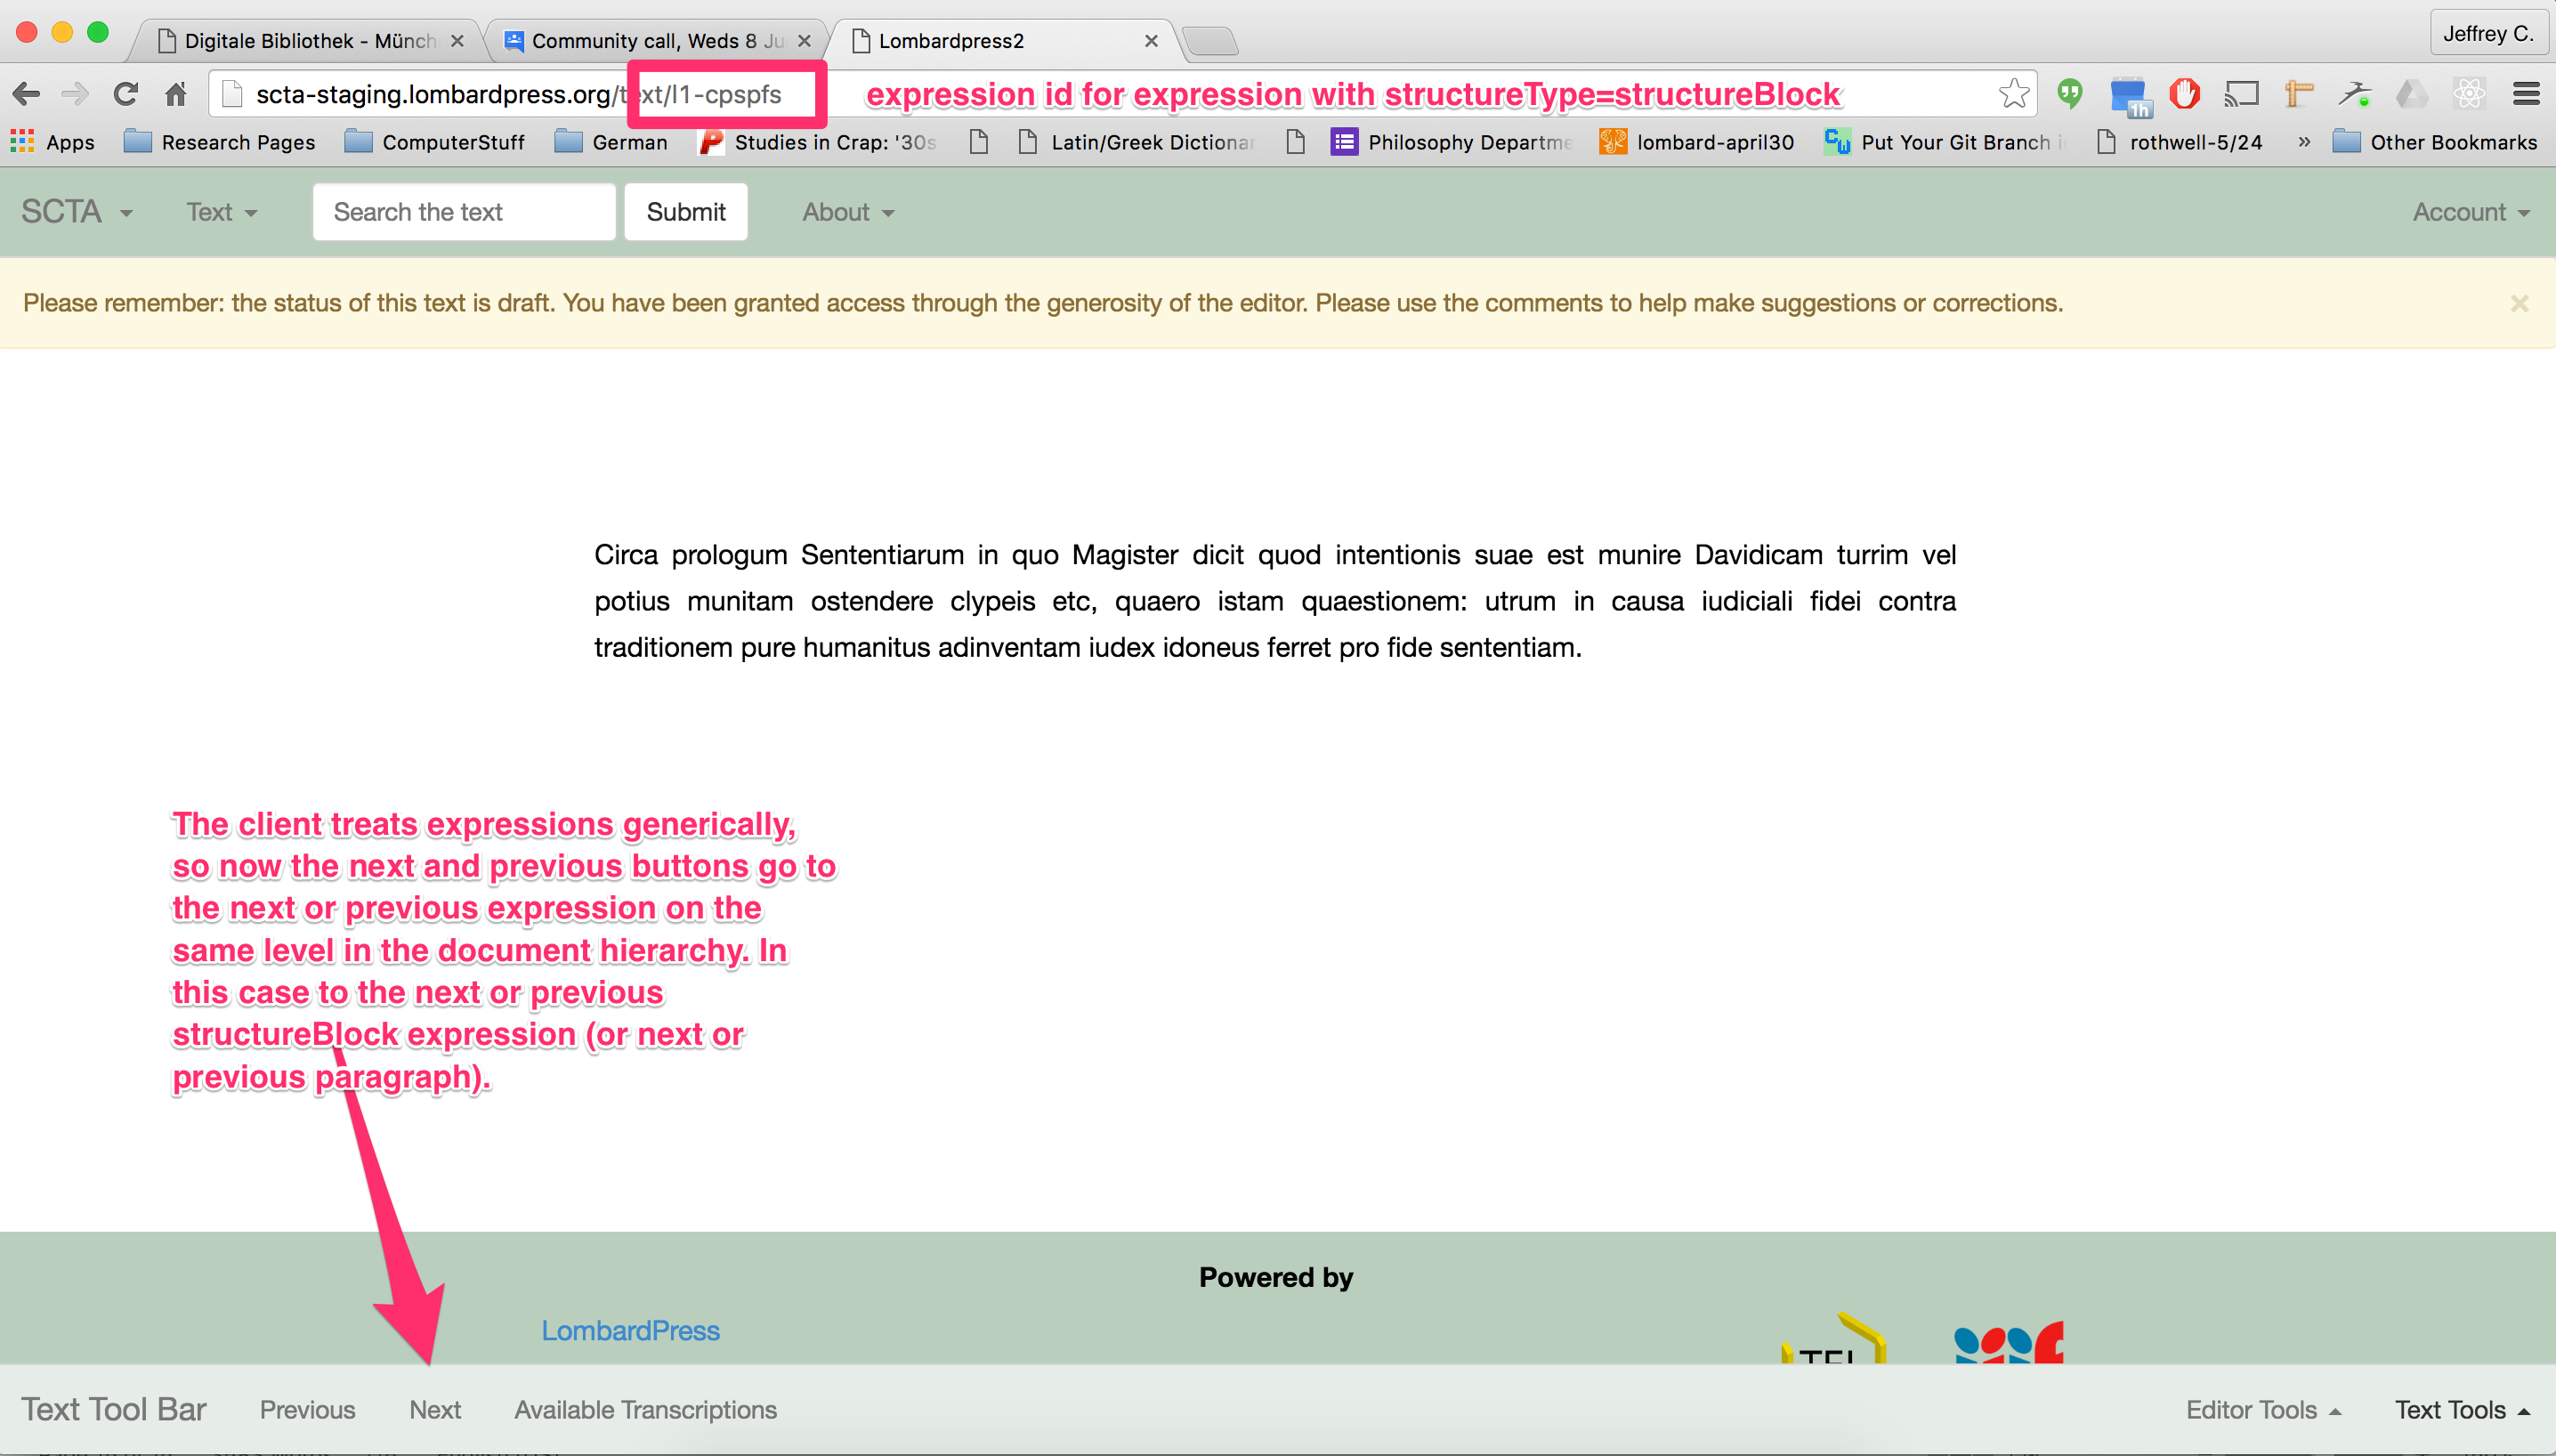 Digitale Bibliothek - Münch
Community call, Weds 8 Ju
Lombardpress2
Jeffrey C.
scta-staging.lombardpress.org/text/l1-cpspfs
expression id for expression with structureType=structureBlock
1h
Apps
Research Pages
ComputerStuff
German
Studies in Crap: '30s
Latin/Greek Dictionar
Philosophy Departme
lombard-april30
Put Your Git Branch i
rothwell-5/24
»
Other Bookmarks
SCTA
Text
Search the text
Submit
About
Account
Please remember: the status of this text is draft. You have been granted access through the generosity of the editor. Please use the comments to help make suggestions or corrections.
×
Circa prologum Sententiarum in quo Magister dicit quod intentionis suae est munire Davidicam turrim vel
potius munitam ostendere clypeis etc, quaero istam quaestionem: utrum in causa iudiciali fidei contra
traditionem pure humanitus adinventam iudex idoneus ferret pro fide sententiam.
The client treats expressions generically,
so now the next and previous buttons go to
the next or previous expression on the
same level in the document hierarchy. In
this case to the next or previous
structureBlock expression (or next or
previous paragraph).
Powered by
LombardPress
TEI
Text Tool Bar
Previous
Next
Available Transcriptions
Editor Tools
Text Tools